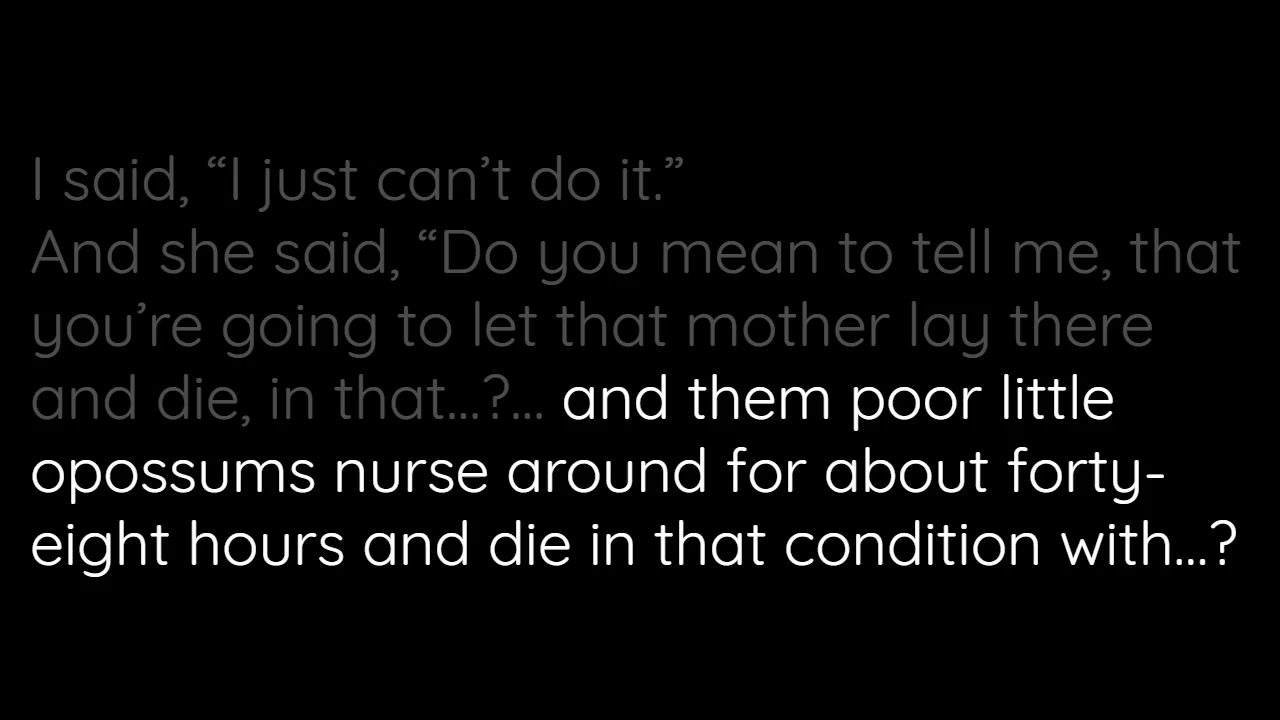 I said, “I just can’t do it.”
And she said, “Do you mean to tell me, that
you’re going to let that mother lay there
and die, in that...?... and them poor little
opossums nurse around for about forty-
eight hours and die in that condition with...?